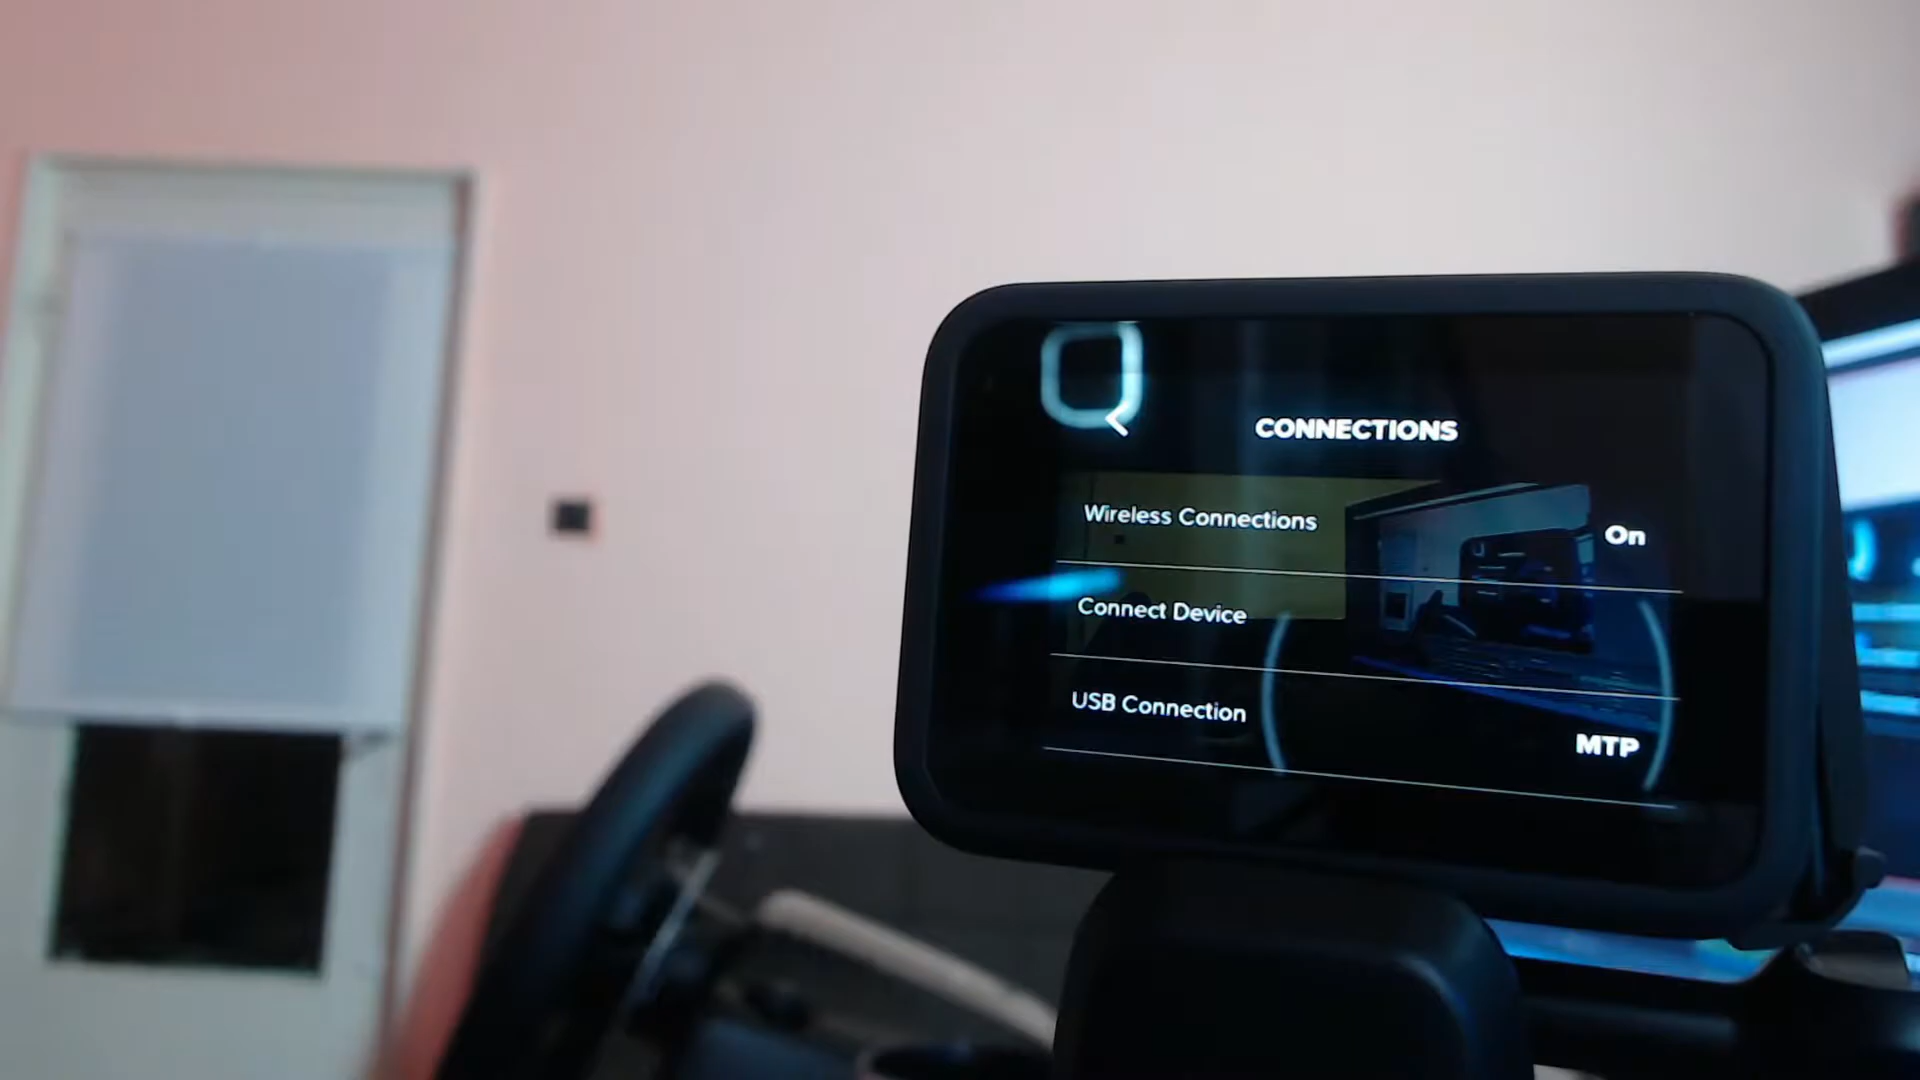 CONNECTIONS
Wireless Connections
On
Connect Device
USB Connection
MTP